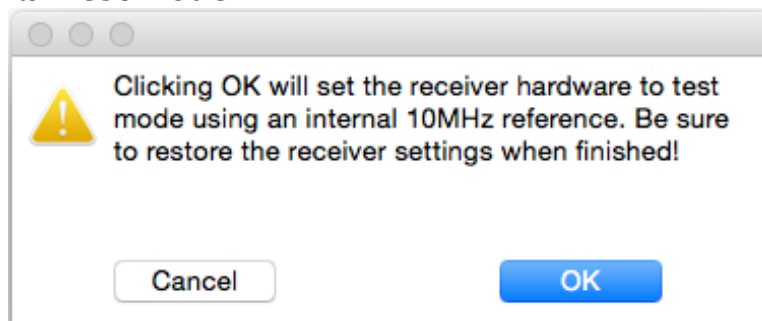 Clicking OK will set the receiver hardware to test
mode using an internal 10MHz reference. Be sure
to restore the receiver settings when finished!
Cancel
OK